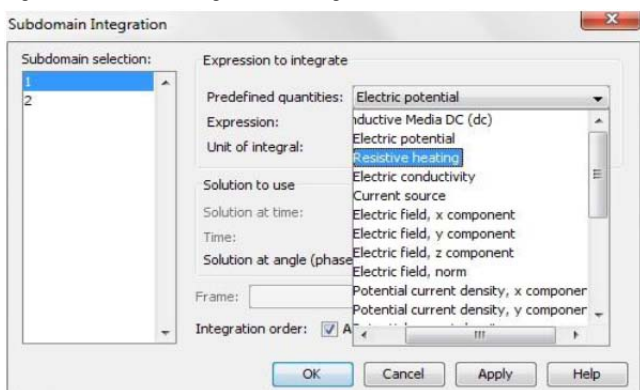 Subdomain Integration
Subdomain selection:
1
2
Expression to integrate
Predefined quantities: Electric potential
Expression:
Unit of integral:
ductive Media DC (dc)
Electric potential
Resistive heating
Electric conductivity
Current source
Electric field, x component
Electric field, y component
Electric field, z component
Electric field, norm
Potential current density, x componer
Potential current density, y componer
Solution to use
Solution at time:
Time:
Solution at angle (phase
Frame:
Integration order: A
OK Cancel Apply Help